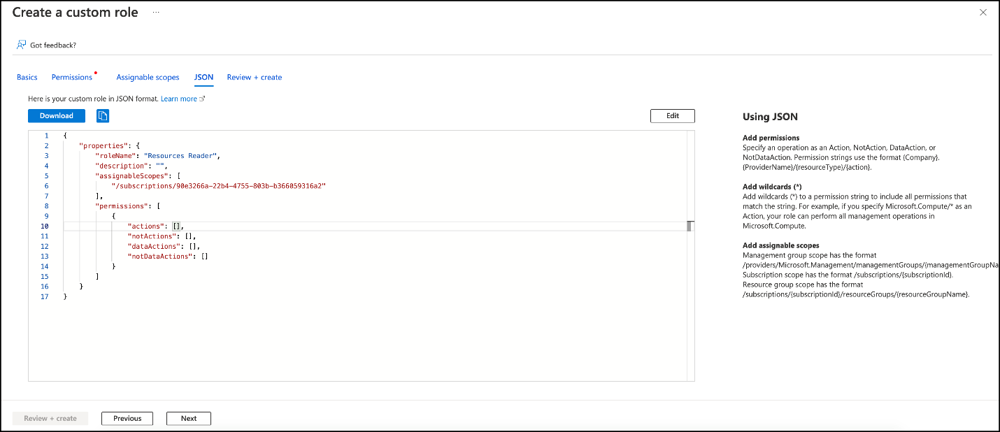 Create a custom role ...
Got feedback?
Basics Permissions Assignable scopes JSON Review + create
Here is your custom role in JSON format. Learn more
Download
Edit
1 {
2 "properties": {
3 "roleName": "Resources Reader",
4 "description": "",
5 "assignableScopes": [
6 "/subscriptions/90e3266a-22b4-4755-803b-b366059316a2"
7 ],
8 "permissions": [
9 {
10 "actions": [],
11 "notActions": [],
12 "dataActions": [],
13 "notDataActions": []
14 }
15 ]
16 }
17 }
Using JSON
Add permissions
Specify an operation as an Action, NotAction, DataAction, or
NotDataAction. Permission strings use the format {Company}.
{ProviderName}/{resourceType}/{action}.
Add wildcards (*)
Add wildcards (*) to a permission string to include all permissions that
match the string. For example, if you specify Microsoft.Compute/* as an
Action, your role can perform all management operations in
Microsoft.Compute.
Add assignable scopes
Management group scope has the format
/providers/Microsoft.Management/managementGroups/{managementGroupNa
Subscription scope has the format /subscriptions/{subscriptionId}.
Resource group scope has the format
/subscriptions/{subscriptionId}/resourceGroups/{resourceGroupName}.
Review + create Previous Next